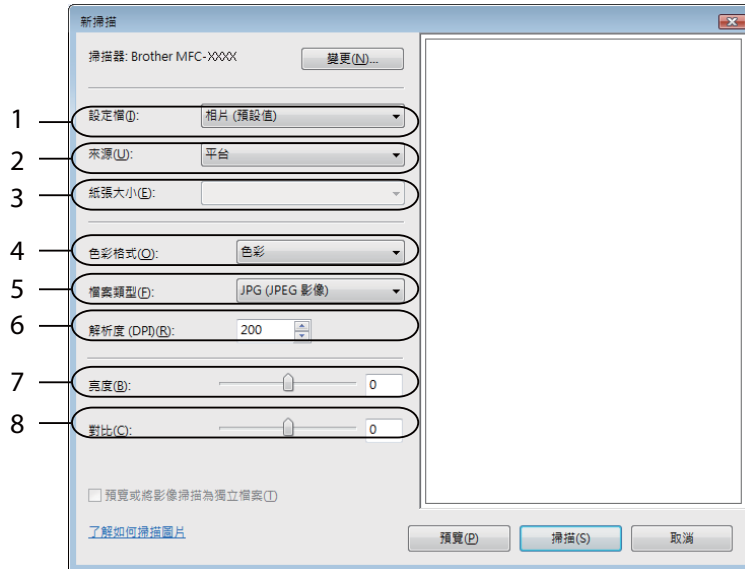 新掃描
掃描器: Brother MFC-XXXX 變更(N)...
1 設定檔(I): 相片 (預設值)
2 來源(U): 平台
3 紙張大小(E):
4 色彩格式(O): 色彩
5 檔案類型(F): JPG (JPEG 影像)
6 解析度 (DPI)(R): 200
7 亮度(B): 0
8 對比(C): 0
預覽或將影像掃描為獨立檔案(T)
了解如何掃描圖片
預覽(P) 掃描(S) 取消